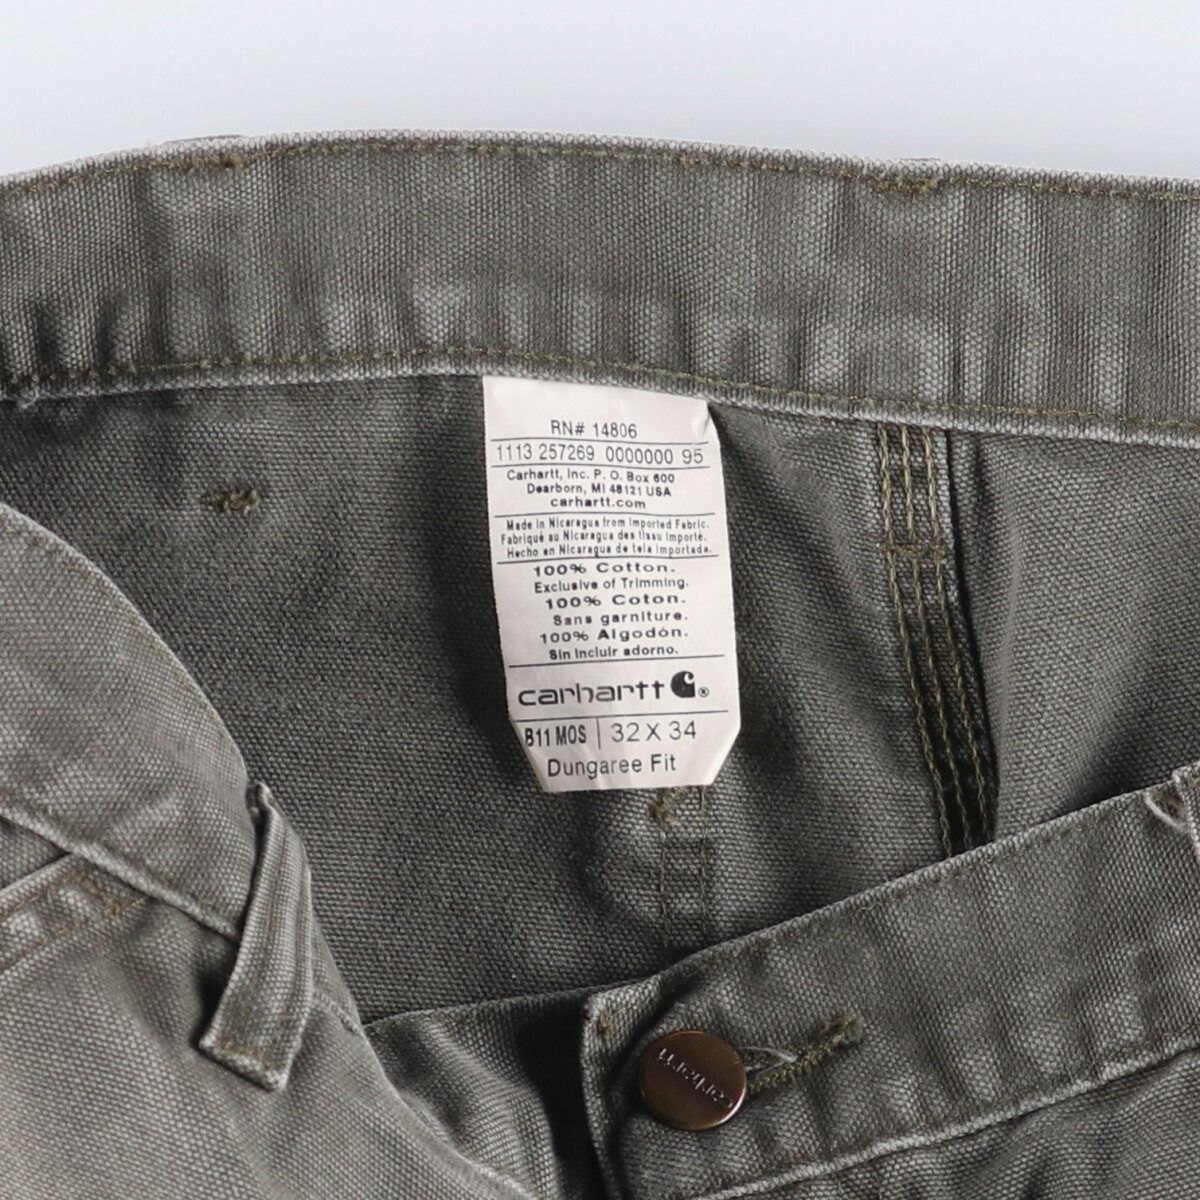 RN# 14806
1113 257269 0000000 95
Carhartt, Inc. P. O. Box 600
Dearborn, MI 48121 USA
carhartt.com
Made in Nicaragua from Imported Fabric.
Fabriqué au Nicaragua des tissu importé.
Hecho en Nicaragua de tela importada.
100% Cotton.
Exclusive of Trimming.
100% Coton.
Sans garniture.
100% Algodón.
Sin incluir adorno.
carhartt ®
B11 MOS | 32 X 34
Dungaree Fit
carhartt
carhartt